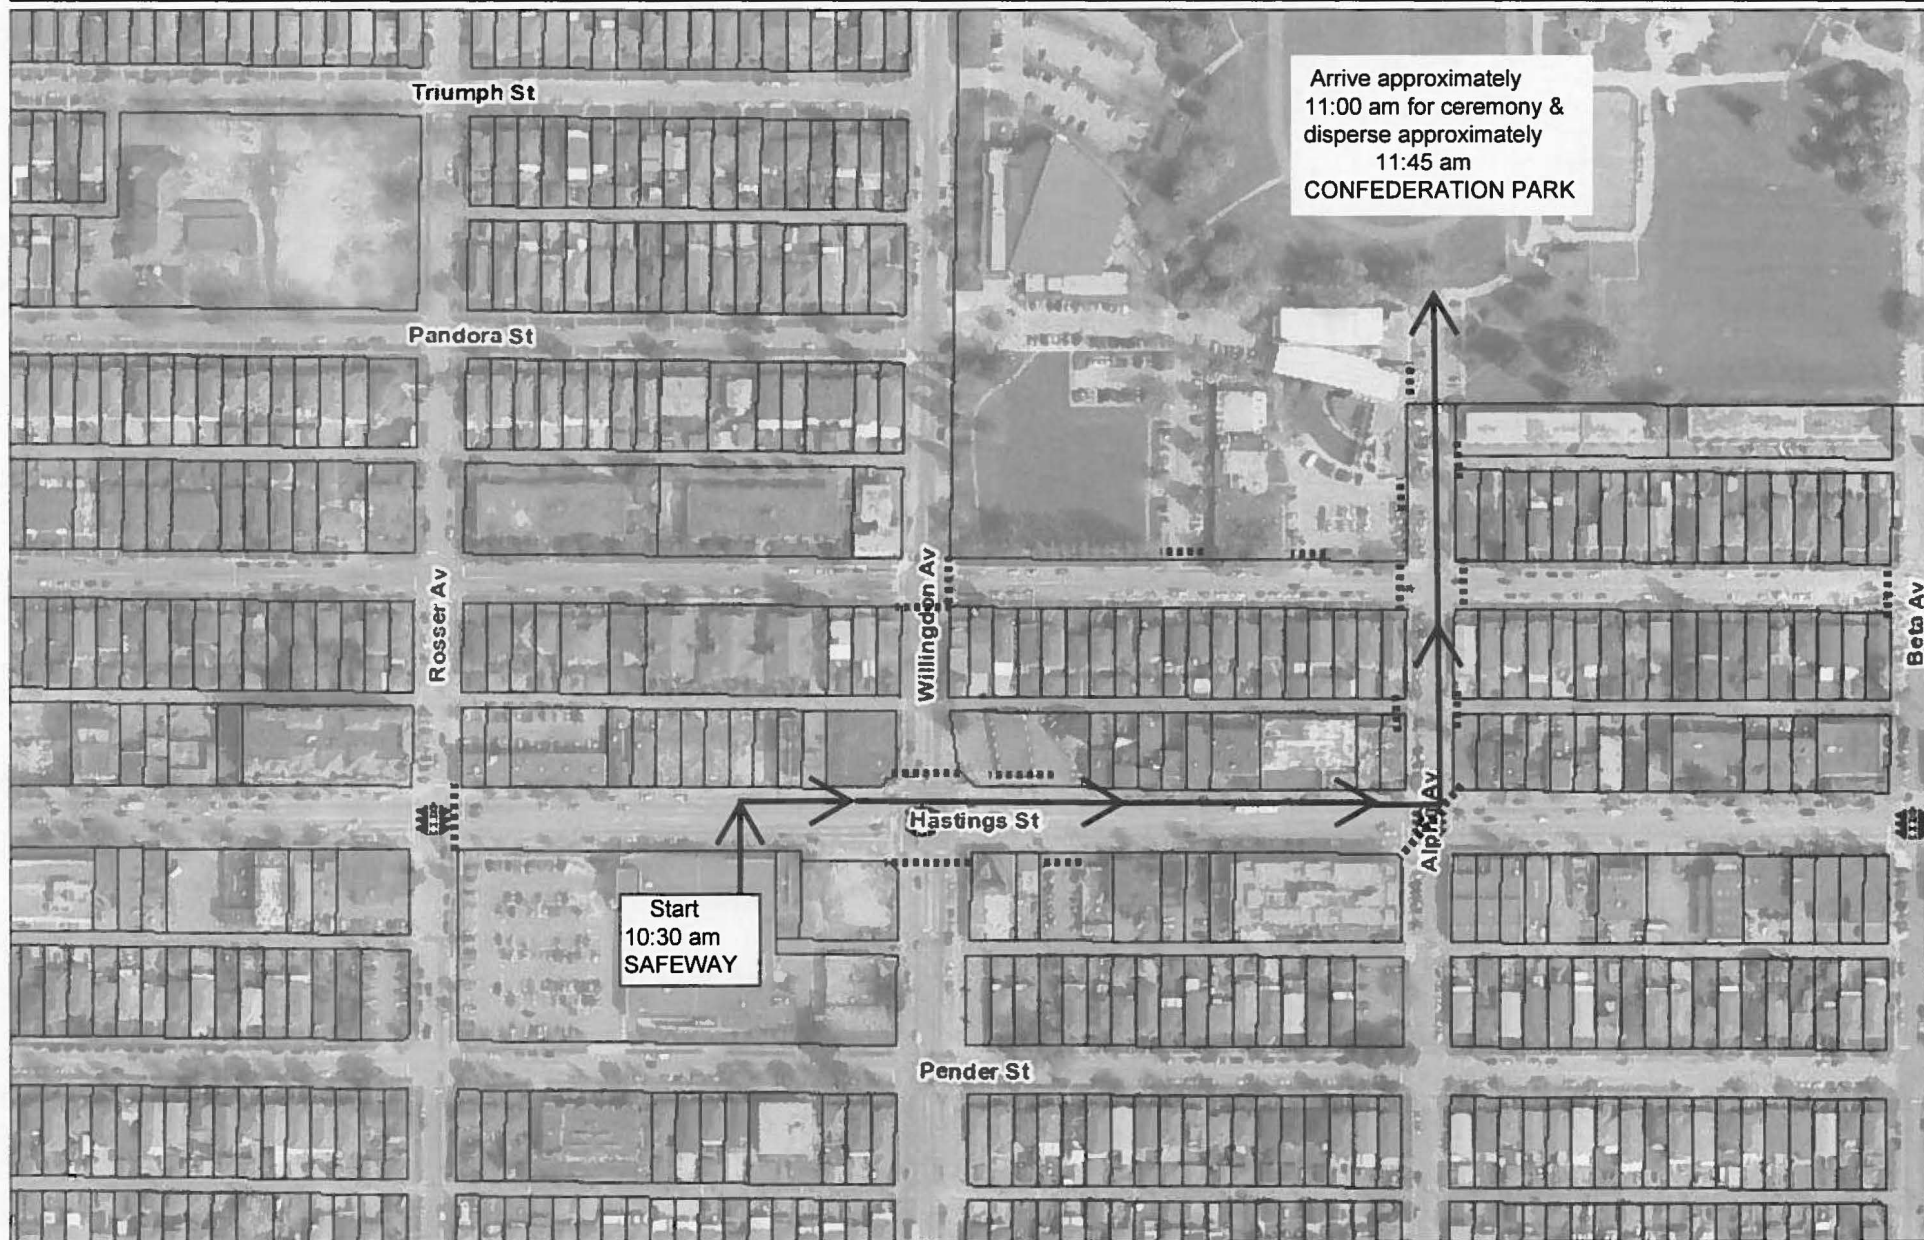 Triumph St
Arrive approximately
11:00 am for ceremony &
disperse approximately
11:45 am
CONFEDERATION PARK
Pandora St
Rosser Av
Willingdon Av
Beta Av
Hastings St
Alpha Av
Start
10:30 am
SAFEWAY
Pender St